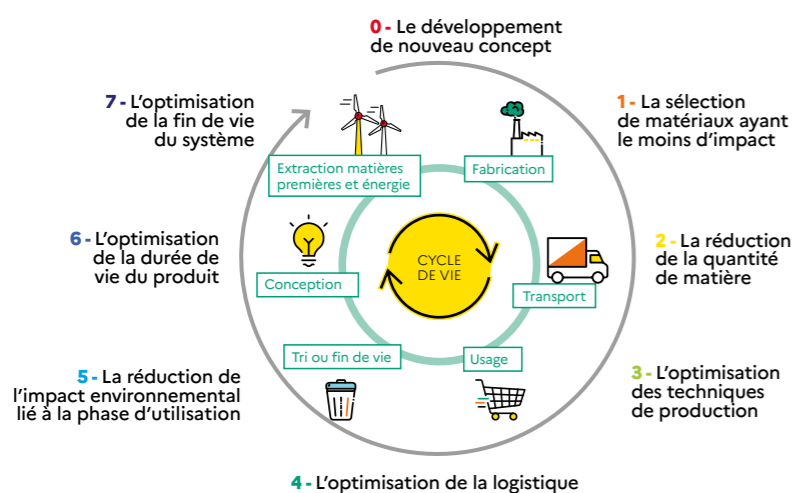 0 - Le développement
de nouveau concept
1 - La sélection
de matériaux ayant
le moins d'impact
2 - La réduction
de la quantité
de matière
3 - L'optimisation
des techniques
de production
4 - L'optimisation de la logistique
5 - La réduction de
l'impact environnemental
lié à la phase d'utilisation
6 - L'optimisation
de la durée de
vie du produit
7 - L'optimisation
de la fin de vie
du système
Extraction matières
premières et énergie
Fabrication
Transport
Usage
Tri ou fin de vie
Conception
CYCLE
DE VIE